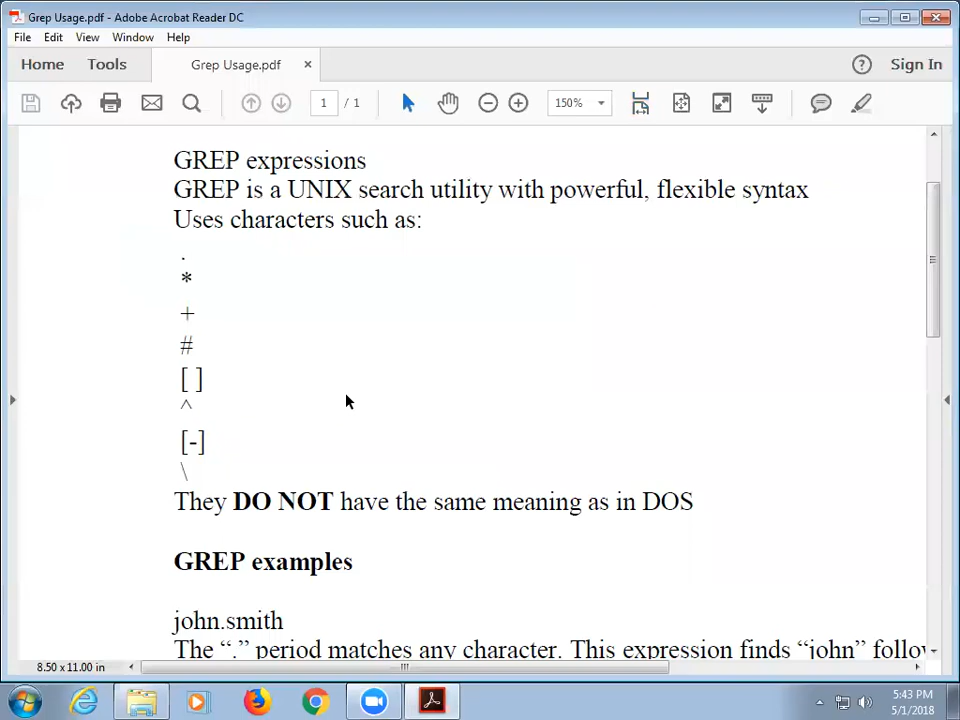 Grep Usage.pdf - Adobe Acrobat Reader DC
File Edit View Window Help
Home Tools Grep Usage.pdf × ? Sign In
1 / 1 150%
GREP expressions
GREP is a UNIX search utility with powerful, flexible syntax
Uses characters such as:
.
*
+
#
[ ]
^
[-]
\
They DO NOT have the same meaning as in DOS
GREP examples
john.smith
The “.” period matches any character. This expression finds “john” follo
8.50 x 11.00 in
5:43 PM
5/1/2018